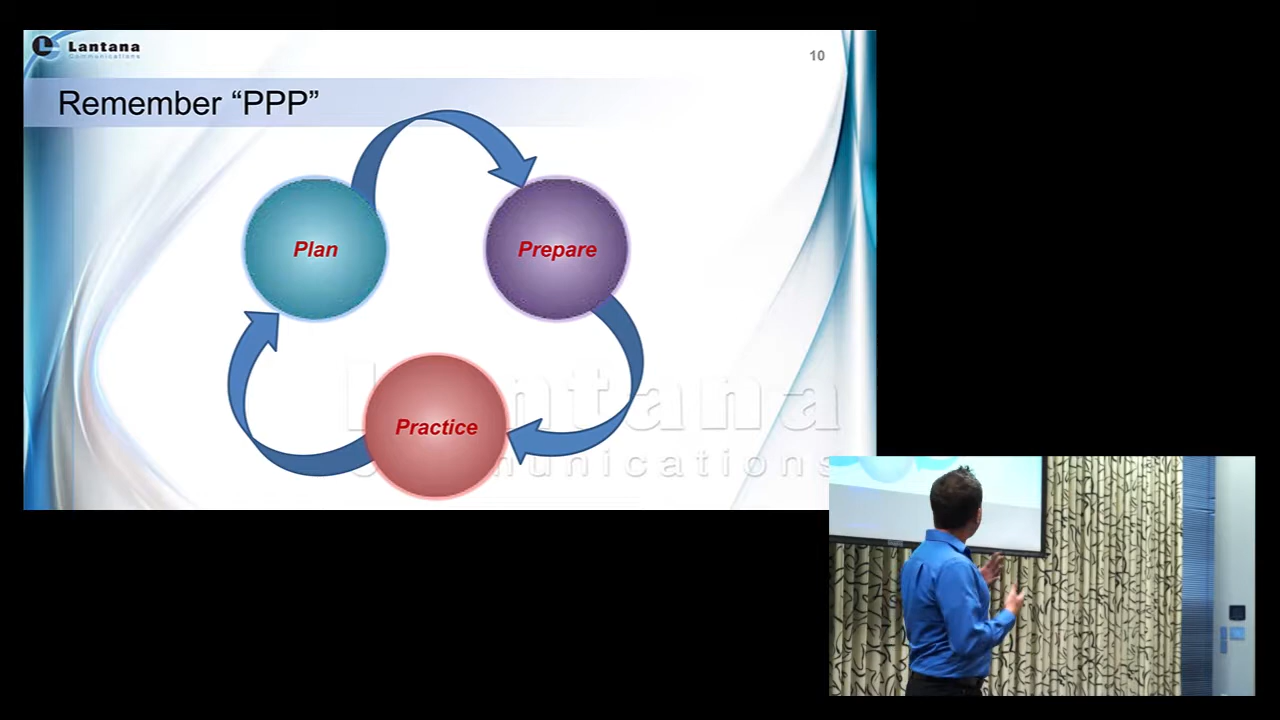 Lantana
Communications
10
Remember “PPP”
Plan
Prepare
Practice
Lantana
Communications